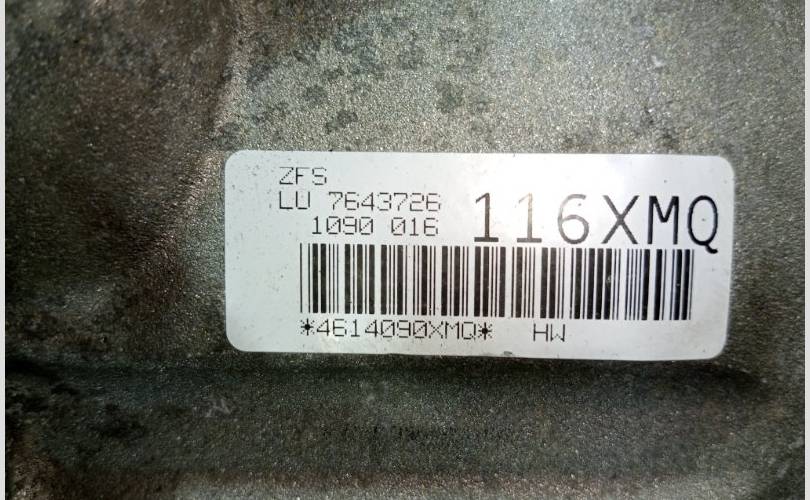 ZFS
LU 7643726
1090 016
116XMQ
*4614090XMQ* HW